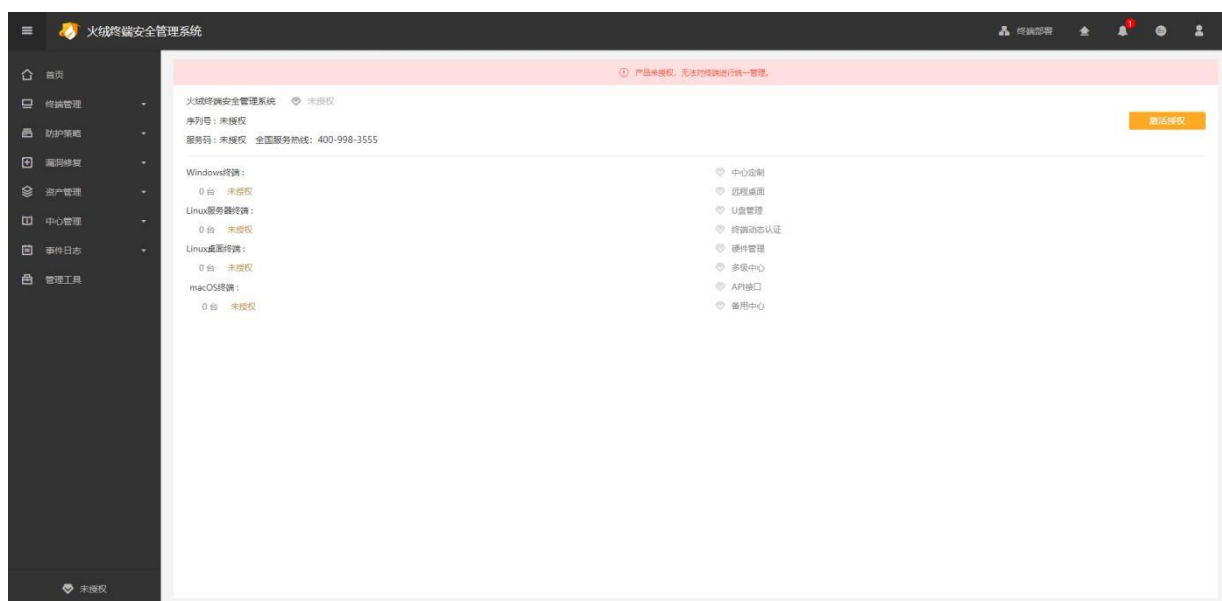 火绒终端安全管理系统
终端部署
1
首页
终端管理
防护策略
漏洞修复
资产管理
中心管理
事件日志
管理工具
未授权
产品未授权，无法对终端进行统一管理。
火绒终端安全管理系统 未授权
序列号：未授权
服务码：未授权 全国服务热线：400-998-3555
激活授权
Windows终端：
0 台 未授权
Linux服务器终端：
0 台 未授权
Linux桌面终端：
0 台 未授权
macOS终端：
0 台 未授权
中心定制
远程桌面
U盘管理
终端动态认证
硬件管理
多级中心
API接口
备用中心